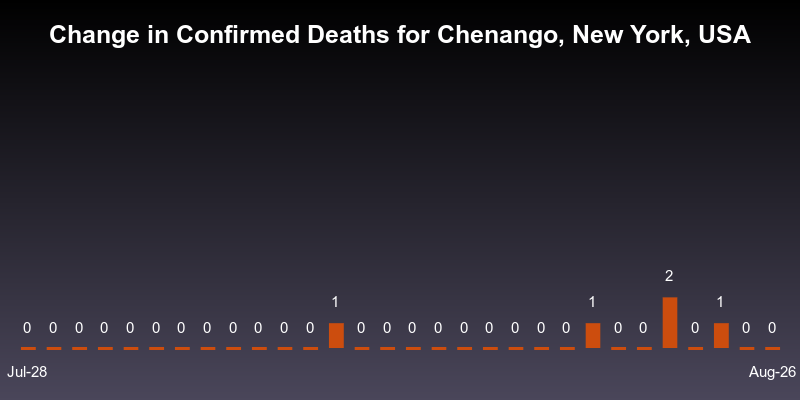 Change in Confirmed Deaths for Chenango, New York, USA
2
1 1 1
0 0 0 0 0 0 0 0 0 0 0 0 0 0 0 0 0 0 0 0 0 0 0 0 0 0
Jul-28 Aug-26